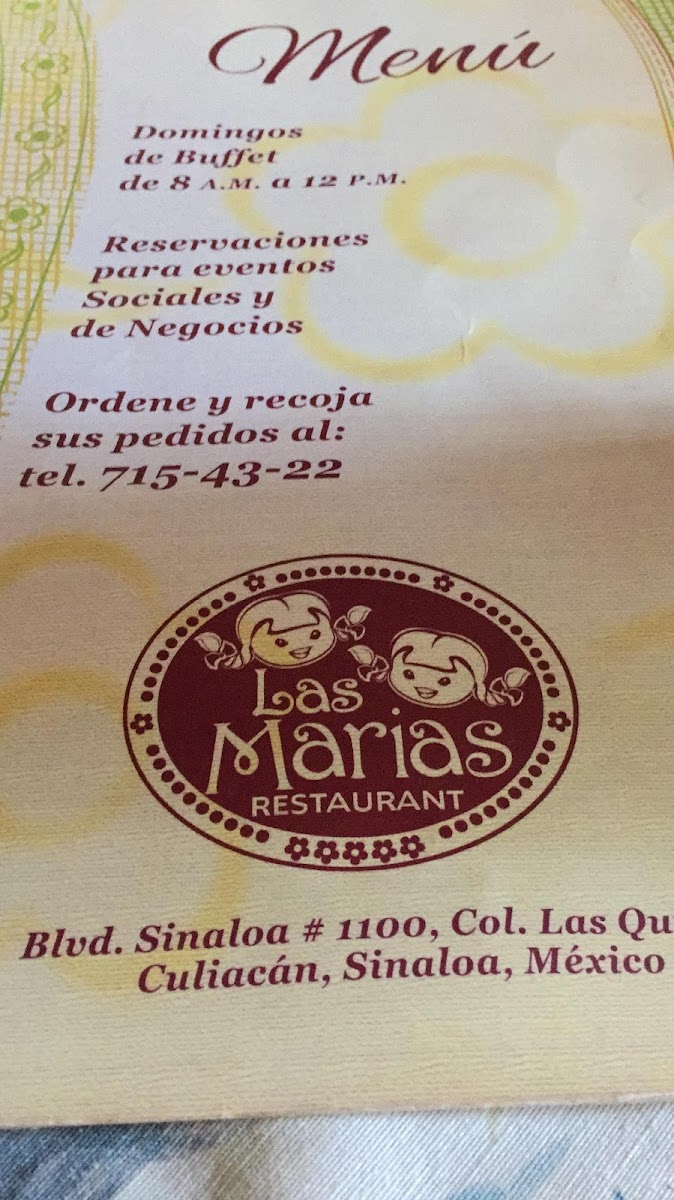 Menú
Domingos
de Buffet
de 8 A.M. a 12 P.M.
Reservaciones
para eventos
Sociales y
de Negocios
Ordene y recoja
sus pedidos al:
tel. 715-43-22
Las
Marias
RESTAURANT
Blvd. Sinaloa # 1100, Col. Las
Culiacán, Sinaloa, México